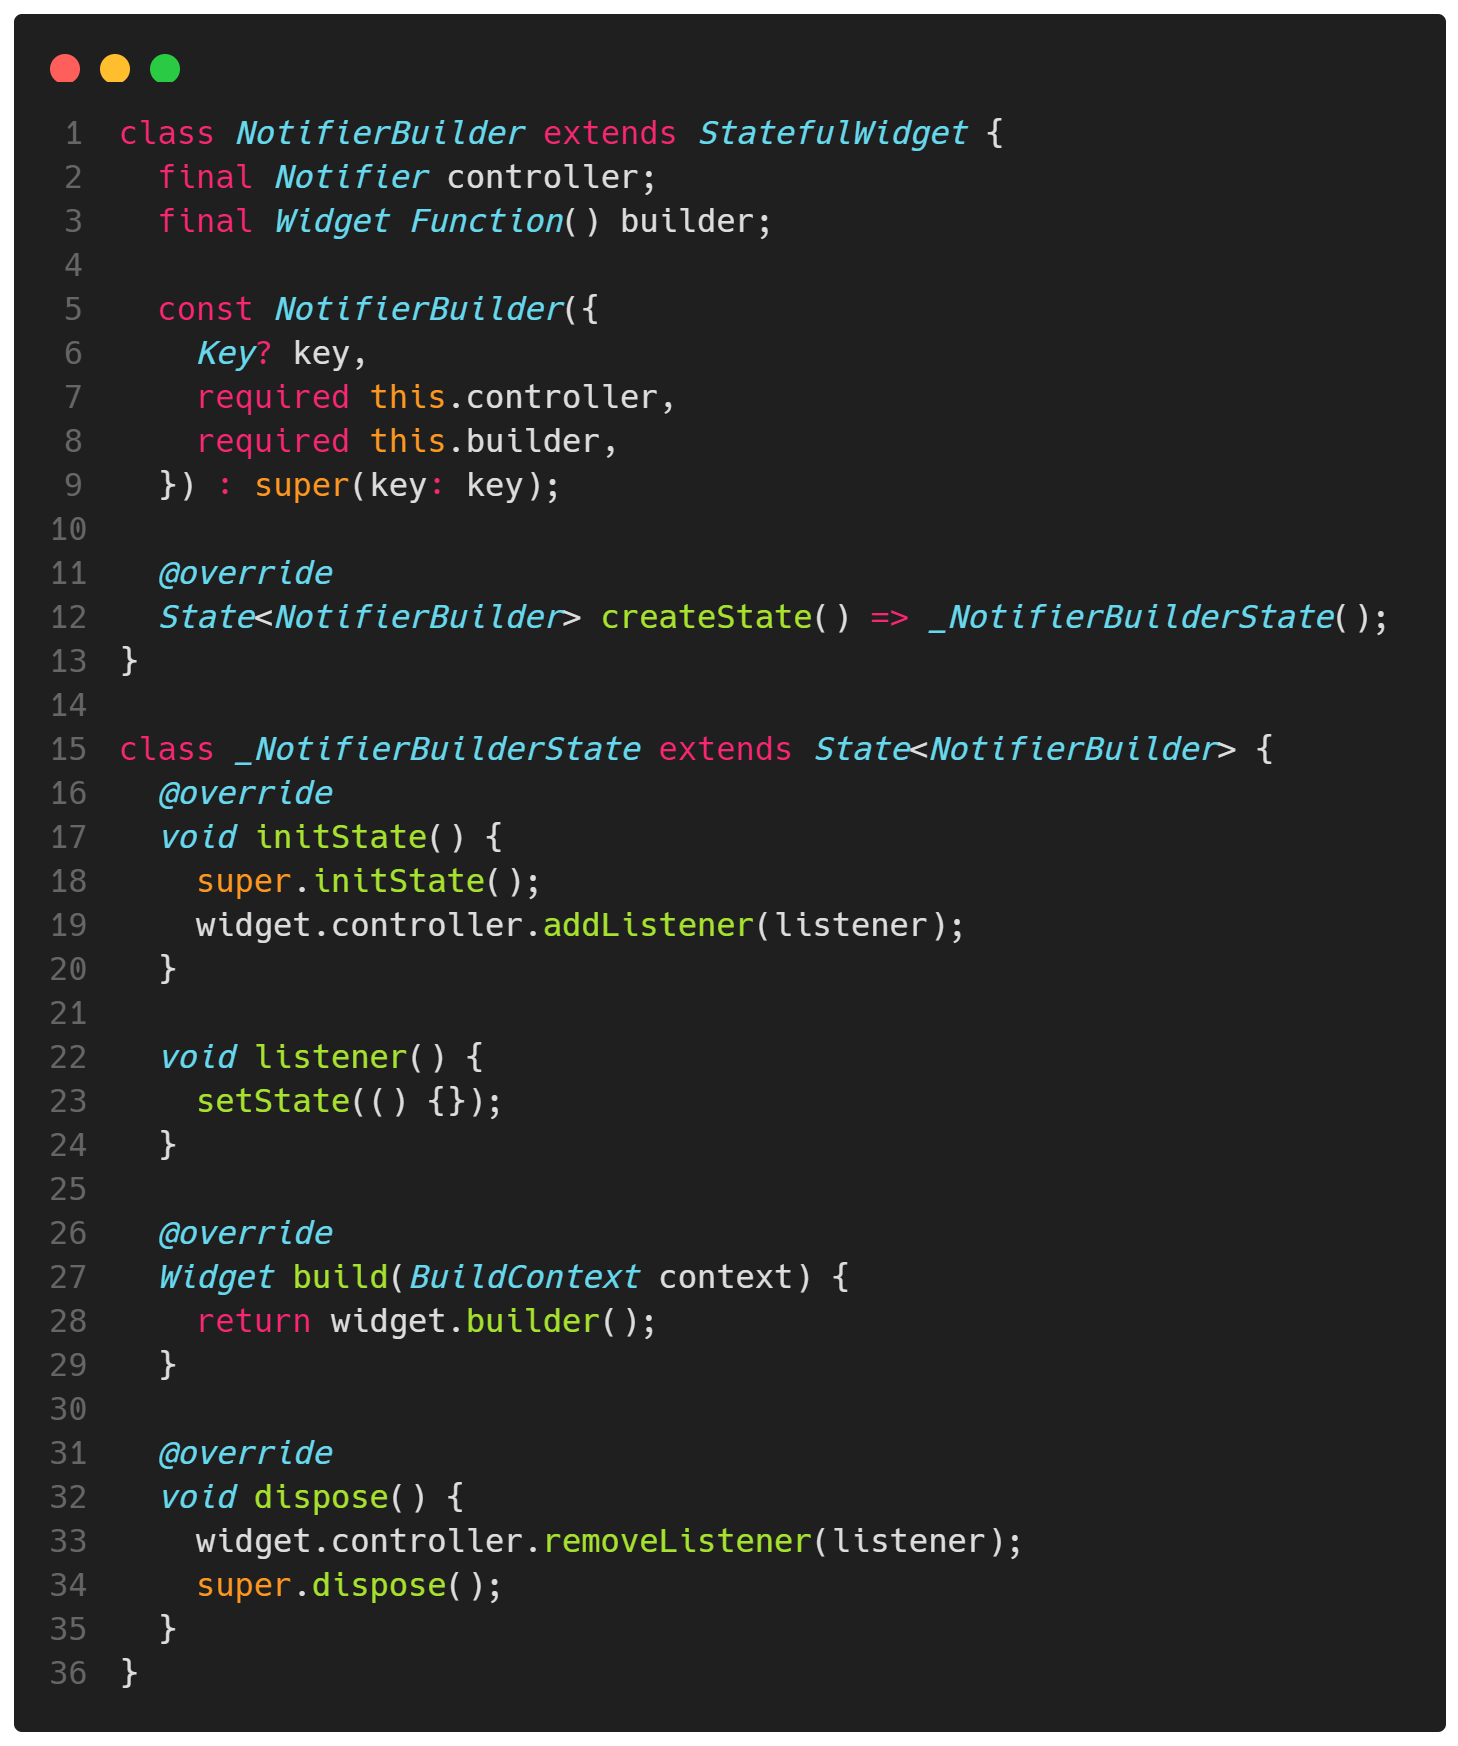 1 class NotifierBuilder extends StatefulWidget {
2   final Notifier controller;
3   final Widget Function() builder;
4
5   const NotifierBuilder({
6     Key? key,
7     required this.controller,
8     required this.builder,
9   }) : super(key: key);
10
11   @override
12   State<NotifierBuilder> createState() => _NotifierBuilderState();
13 }
14
15 class _NotifierBuilderState extends State<NotifierBuilder> {
16   @override
17   void initState() {
18     super.initState();
19     widget.controller.addListener(listener);
20   }
21
22   void listener() {
23     setState(() {});
24   }
25
26   @override
27   Widget build(BuildContext context) {
28     return widget.builder();
29   }
30
31   @override
32   void dispose() {
33     widget.controller.removeListener(listener);
34     super.dispose();
35   }
36 }